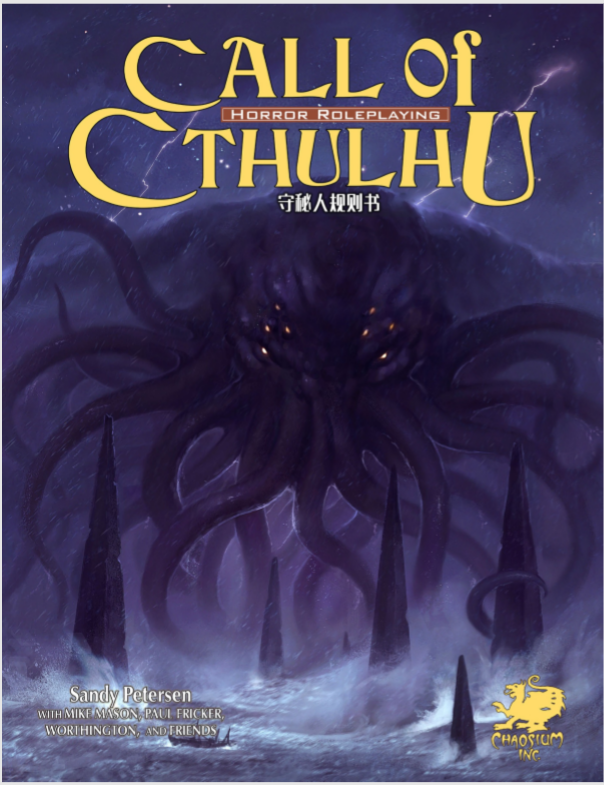 CALL OF
HORROR ROLEPLAYING
CTHULHU
守秘人规则书
Sandy Petersen
WITH MIKE MASON, PAUL FRICKER,
WORTHINGTON, AND FRIENDS
CHAOSIUM
INC